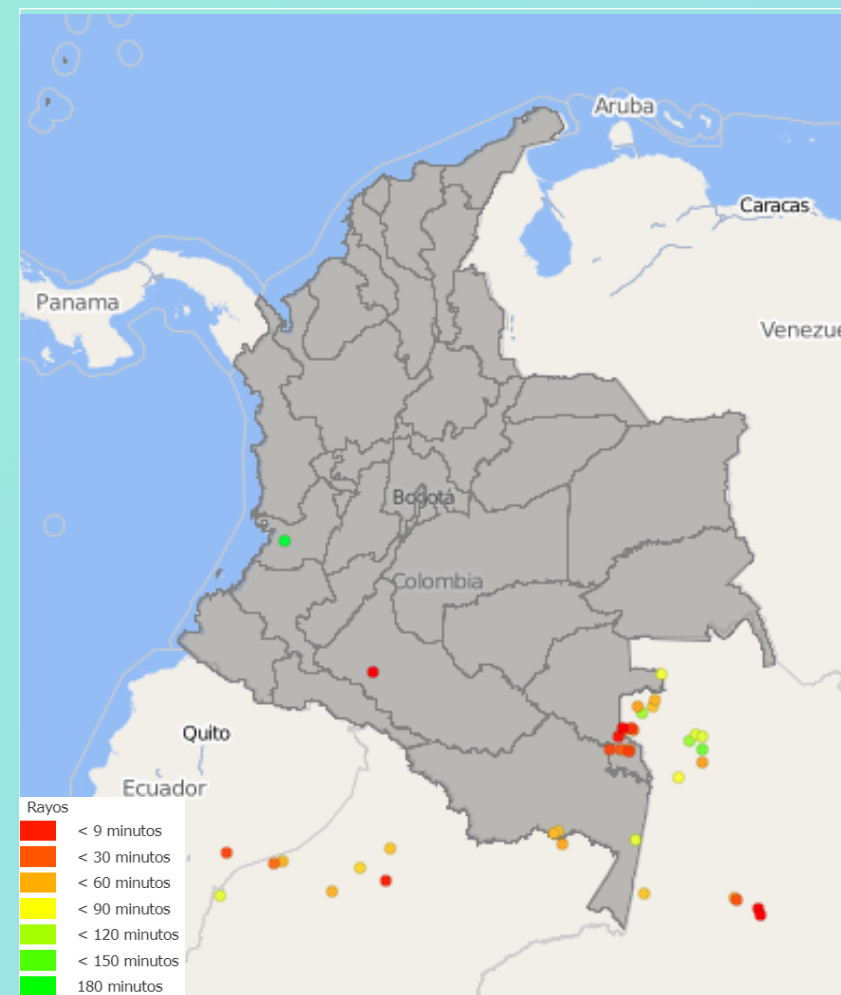 Aruba
Caracas
Panama
Venezue
Bogotá
Colombia
Quito
Ecuador
Rayos
< 9 minutos
< 30 minutos
< 60 minutos
< 90 minutos
< 120 minutos
< 150 minutos
180 minutos